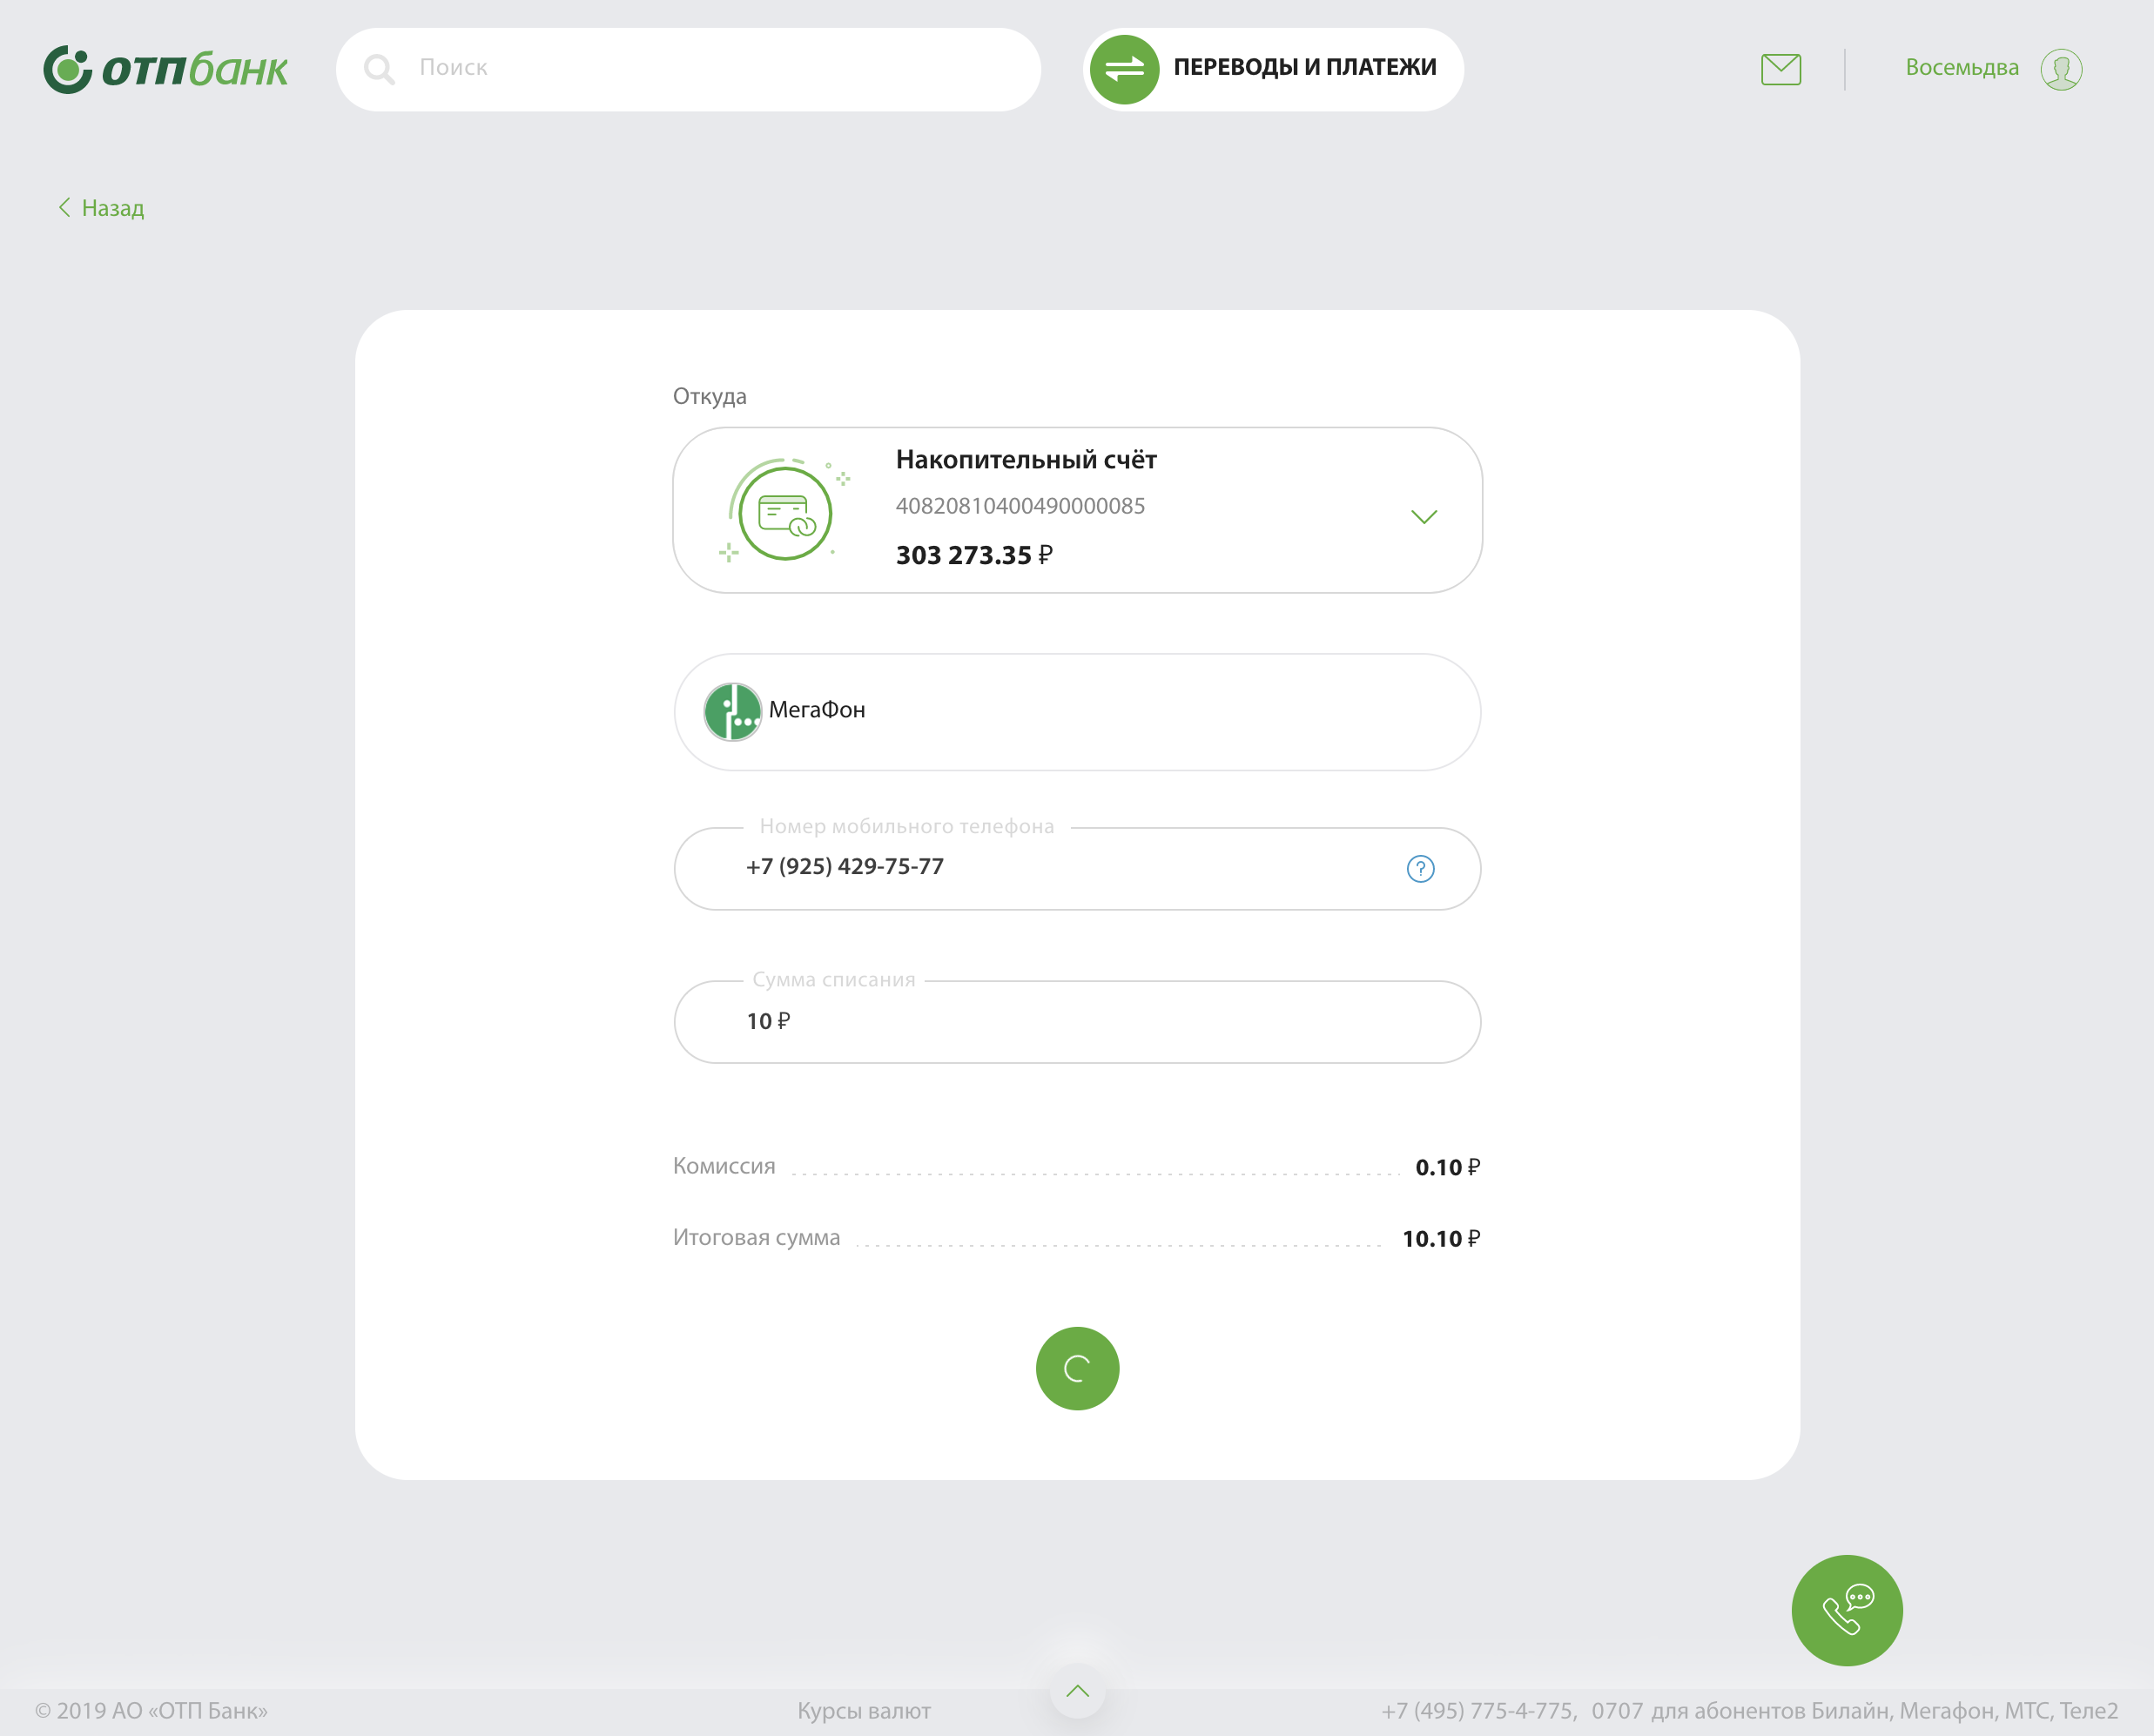 отпбанк
Поиск
ПЕРЕВОДЫ И ПЛАТЕЖИ
Восемьдва
Назад
Откуда
Накопительный счёт
40820810400490000085
303 273.35 ₽
МегаФон
Номер мобильного телефона
+7 (925) 429-75-77
?
Сумма списания
10 ₽
Комиссия 0.10 ₽
Итоговая сумма 10.10 ₽
© 2019 АО «ОТП Банк» Курсы валют +7 (495) 775-4-775, 0707 для абонентов Билайн, Мегафон, МТС, Теле2